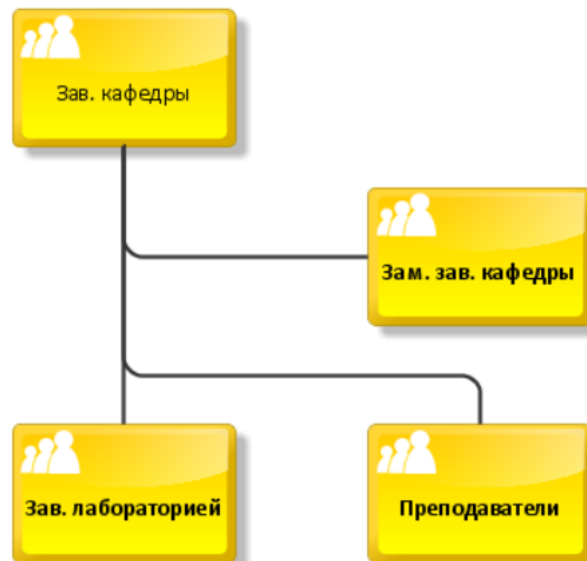 Зав. кафедры
Зам. зав. кафедры
Зав. лабораторией
Преподаватели